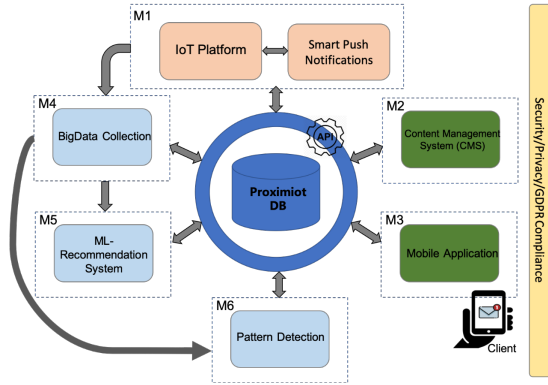 M1
IoT Platform
Smart Push
Notifications
M4
BigData Collection
API
M2
Content Management
System (CMS)
Proximiot
DB
M5
ML-
Recommendation
System
M3
Mobile Application
M6
Pattern Detection
Client
Security/Privacy/GDPR Compliance